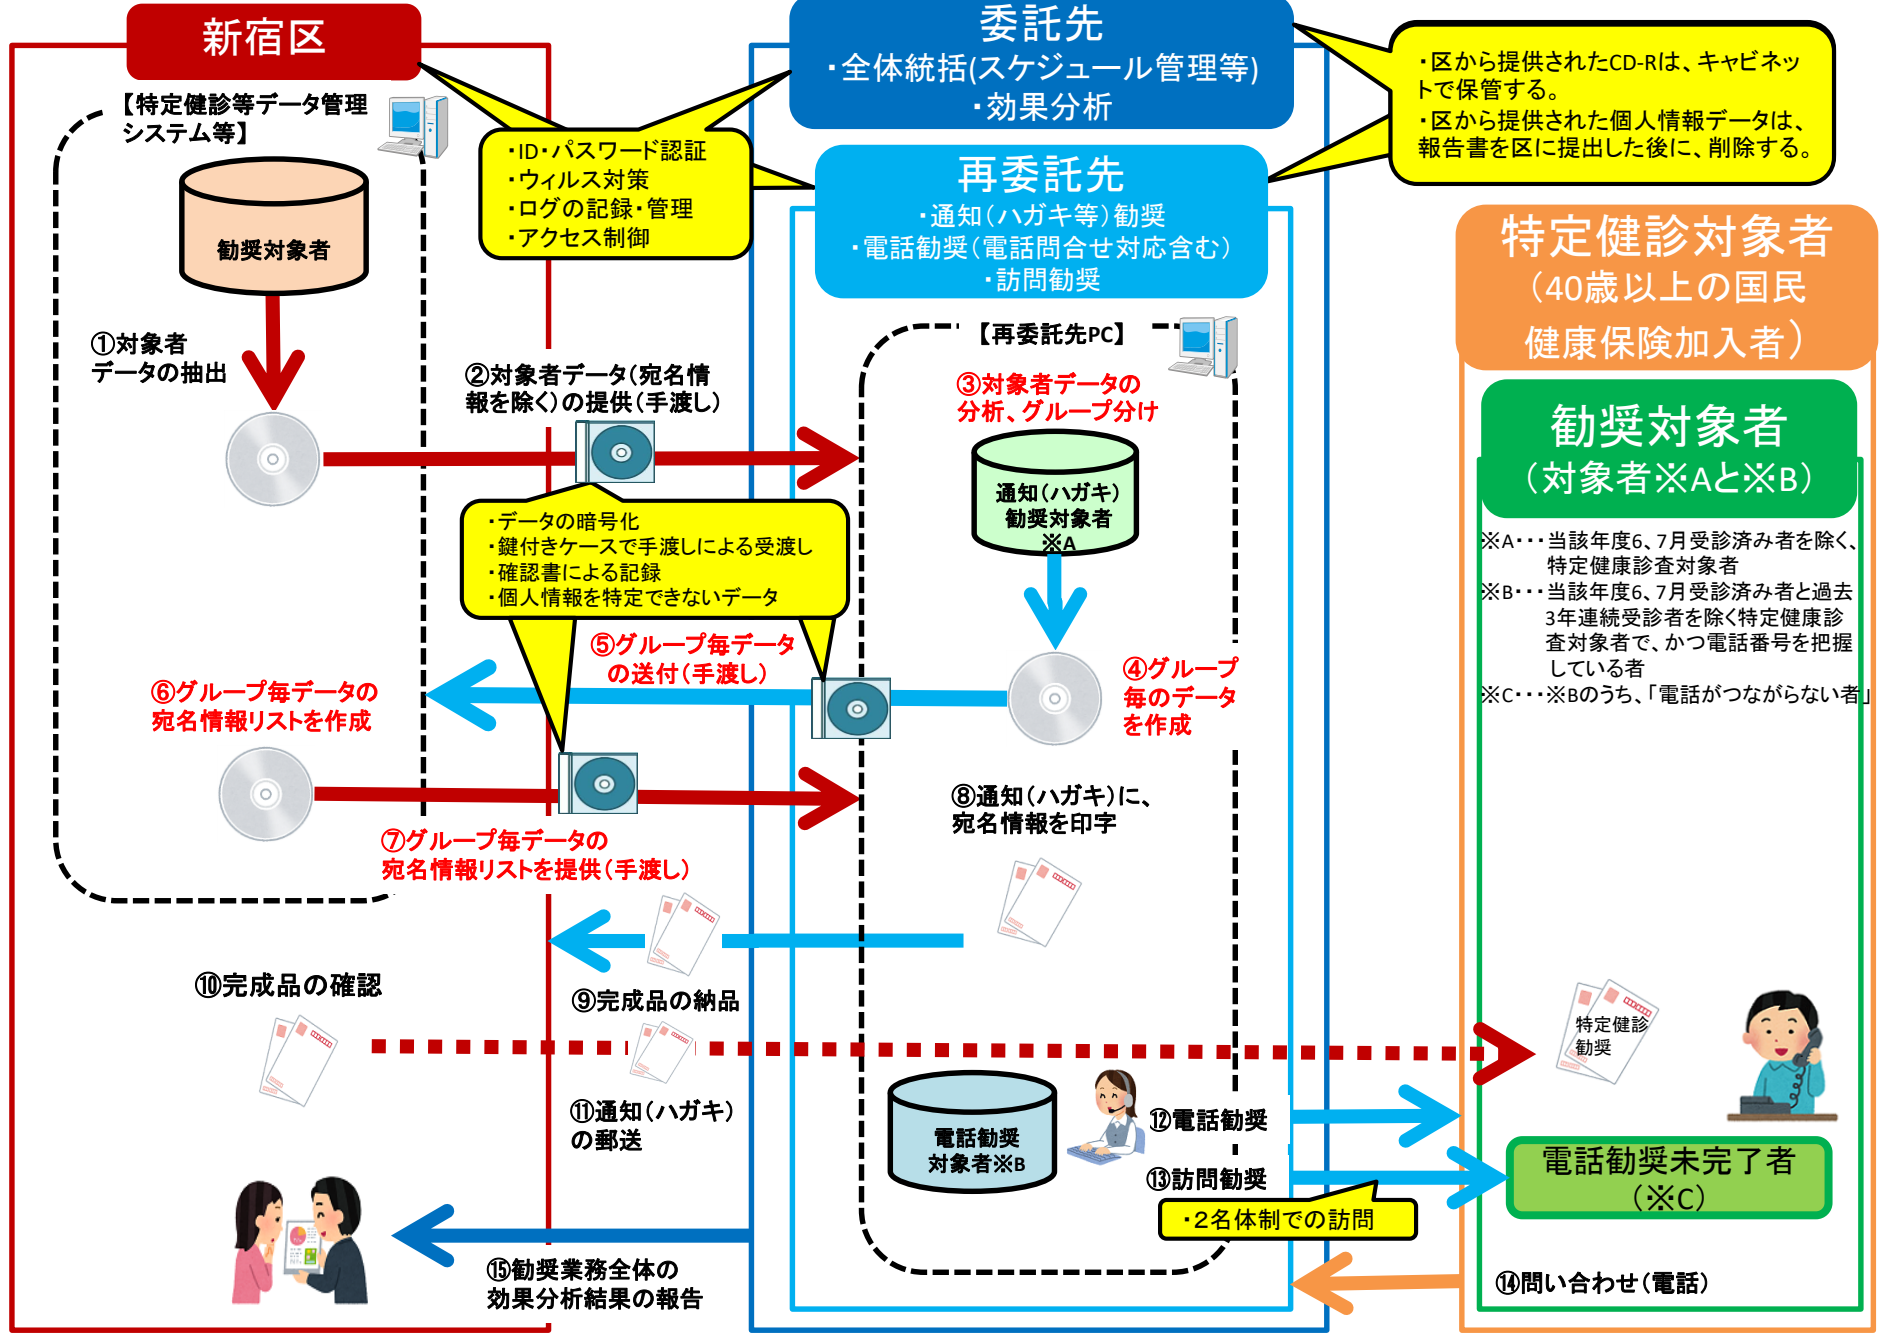 新宿区
委託先
・全体統括(スケジュール管理等)
・効果分析
・区から提供されたCD-Rは、キャビネッ
トで保管する。
・区から提供された個人情報データは、
報告書を区に提出した後に、削除する。
【特定健診等データ管理
システム等】
・ID・パスワード認証
・ウィルス対策
・ログの記録・管理
・アクセス制御
再委託先
・通知(ハガキ等)勧奨
・電話勧奨(電話問合せ対応含む)
・訪問勧奨
特定健診対象者
(40歳以上の国民
健康保険加入者)
勧奨対象者
①対象者
データの抽出
②対象者データ(宛名情
報を除く)の提供(手渡し)
【再委託先PC】
③対象者データの
分析、グループ分け
通知(ハガキ)
勧奨対象者
※A
勧奨対象者
(対象者※Aと※B)
※A・・・当該年度6、7月受診済み者を除く、
特定健康診査対象者
※B・・・当該年度6、7月受診済み者と過去
3年連続受診者を除く特定健康診
査対象者で、かつ電話番号を把握
している者
※C・・・※Bのうち、「電話がつながらない者」
・データの暗号化
・鍵付きケースで手渡しによる受渡し
・確認書による記録
・個人情報を特定できないデータ
④グループ
毎のデータ
を作成
⑤グループ毎データ
の送付(手渡し)
⑥グループ毎データの
宛名情報リストを作成
⑦グループ毎データの
宛名情報リストを提供(手渡し)
⑧通知(ハガキ)に、
宛名情報を印字
⑨完成品の納品
⑩完成品の確認
⑪通知(ハガキ)
の郵送
特定健診
勧奨
電話勧奨
対象者※B
⑫電話勧奨
⑬訪問勧奨
・2名体制での訪問
電話勧奨未完了者
(※C)
⑭問い合わせ(電話)
⑮勧奨業務全体の
効果分析結果の報告